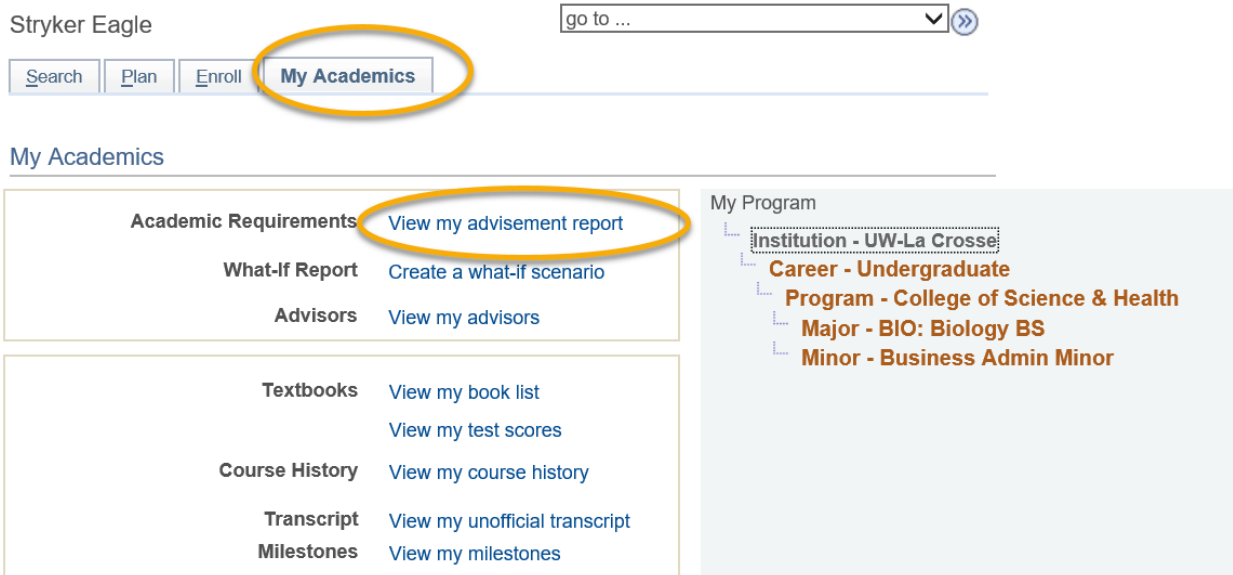 Stryker Eagle
go to ...
Search Plan Enroll My Academics
My Academics
Academic Requirements View my advisement report
What-If Report Create a what-if scenario
Advisors View my advisors
Textbooks View my book list
View my test scores
Course History View my course history
Transcript View my unofficial transcript
Milestones View my milestones
My Program
Institution - UW-La Crosse
Career - Undergraduate
Program - College of Science & Health
Major - BIO: Biology BS
Minor - Business Admin Minor